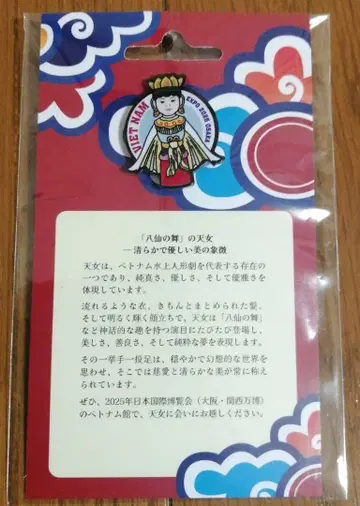 VIET NAM
EXPO 2025 OSAKA
「八仙の舞」の天女
— 清らかで優しい美の象徴
天女は、ベトナム水上人形劇を代表する存在の
一つであり、純真さ、優しさ、そして優雅さを
体現しています。
流れるような衣、きちんとまとめられた髪、
そして明るく輝く顔立ちで、天女は「八仙の舞」
など神話的な趣を持つ演目にたびたび登場し、
美しさ、善良さ、そして純粋な夢を表現します。
その一挙手一投足は、穏やかで幻想的な世界を
思わせ、そこでは慈愛と清らかな美が常に称え
られています。
ぜひ、2025年日本国際博覧会（大阪・関西万博）
のベトナム館で、天女に会いにお越しください。